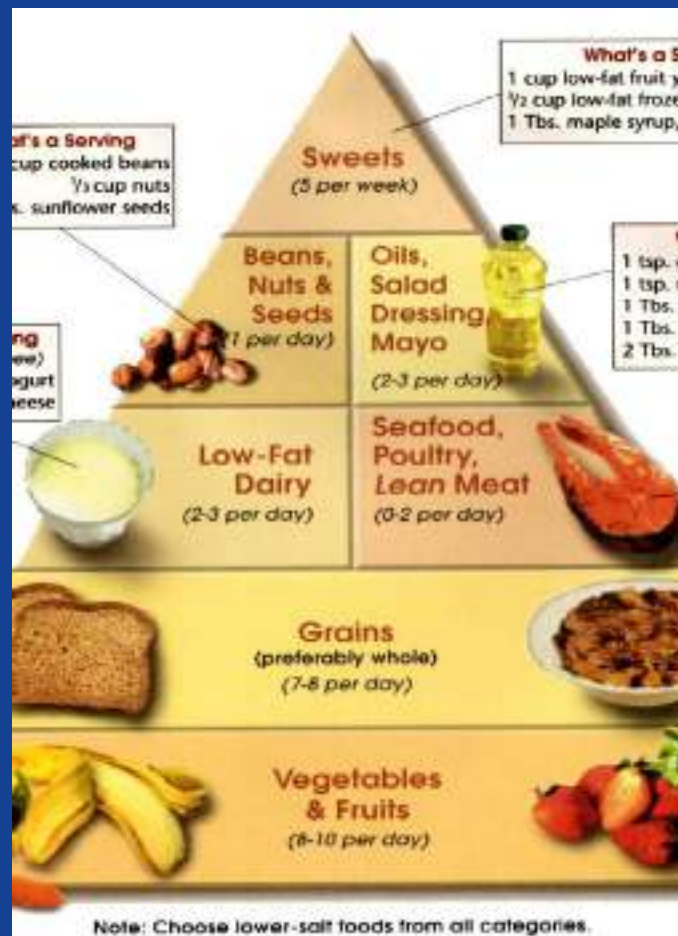 What's a S
1 cup low-fat fruit y
½ cup low-fat froze
1 Tbs. maple syrup,
at's a Serving
cup cooked beans
⅓ cup nuts
s. sunflower seeds
Sweets
(5 per week)
Beans,
Nuts &
Seeds
(1 per day)
Oils,
Salad
Dressing,
Mayo
(2-3 per day)
1 tsp.
1 tsp.
1 Tbs.
1 Tbs.
2 Tbs.
ng
ee)
ogurt
heese
Low-Fat
Dairy
(2-3 per day)
Seafood,
Poultry,
Lean Meat
(0-2 per day)
Grains
(preferably whole)
(7-8 per day)
Vegetables
& Fruits
(8-10 per day)
Note: Choose lower-salt foods from all categories.